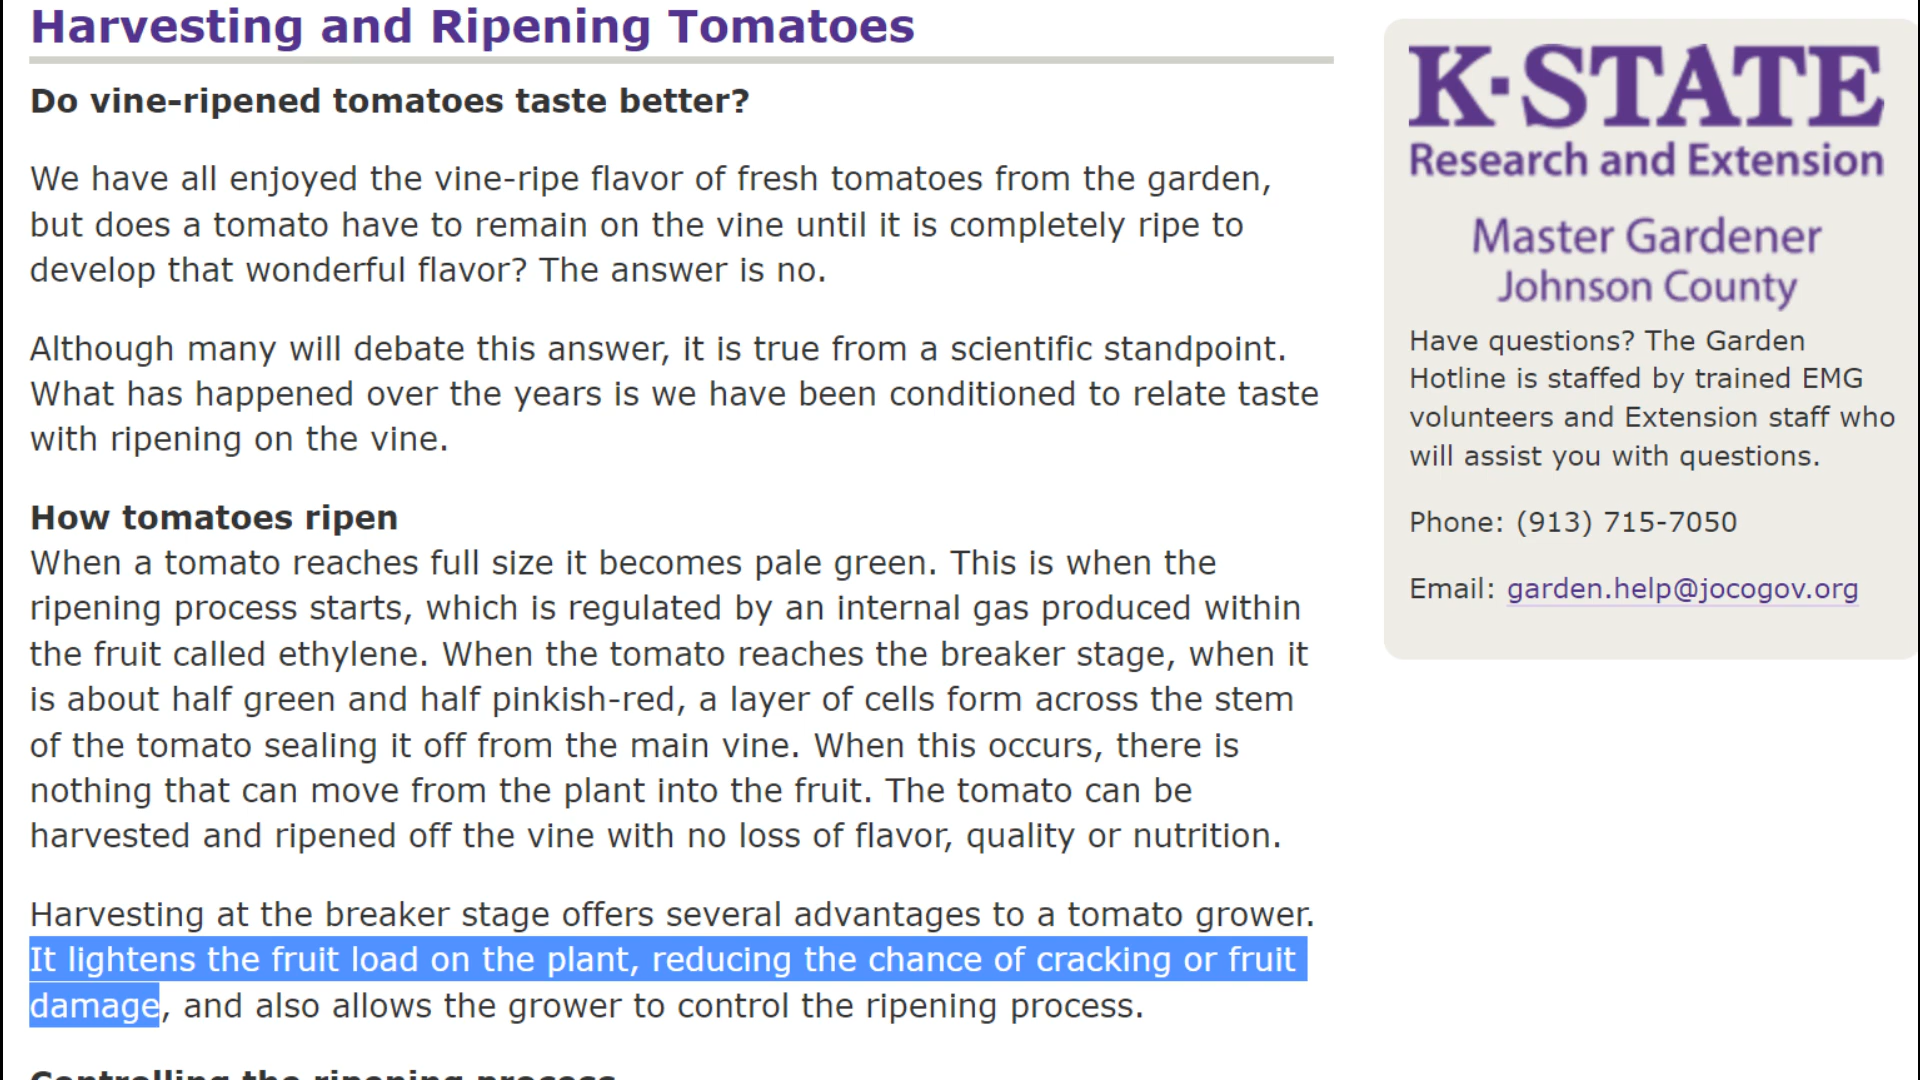 Harvesting and Ripening Tomatoes
Do vine-ripened tomatoes taste better?
We have all enjoyed the vine-ripe flavor of fresh tomatoes from the garden,
but does a tomato have to remain on the vine until it is completely ripe to
develop that wonderful flavor? The answer is no.
Although many will debate this answer, it is true from a scientific standpoint.
What has happened over the years is we have been conditioned to relate taste
with ripening on the vine.
How tomatoes ripen
When a tomato reaches full size it becomes pale green. This is when the
ripening process starts, which is regulated by an internal gas produced within
the fruit called ethylene. When the tomato reaches the breaker stage, when it
is about half green and half pinkish-red, a layer of cells form across the stem
of the tomato sealing it off from the main vine. When this occurs, there is
nothing that can move from the plant into the fruit. The tomato can be
harvested and ripened off the vine with no loss of flavor, quality or nutrition.
Harvesting at the breaker stage offers several advantages to a tomato grower.
It lightens the fruit load on the plant, reducing the chance of cracking or fruit
damage, and also allows the grower to control the ripening process.
Controlling the ripening process
K·STATE
Research and Extension
Master Gardener
Johnson County
Have questions? The Garden
Hotline is staffed by trained EMG
volunteers and Extension staff who
will assist you with questions.
Phone: (913) 715-7050
Email: garden.help@jocogov.org